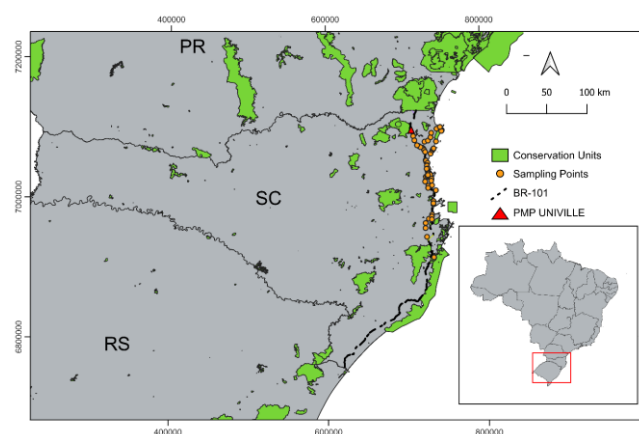 400000 600000 800000
7200000
PR
0 50 100 km
Conservation Units
Sampling Points
BR-101
PMP UNIVILLE
7000000
SC
6800000
RS
400000 600000 800000